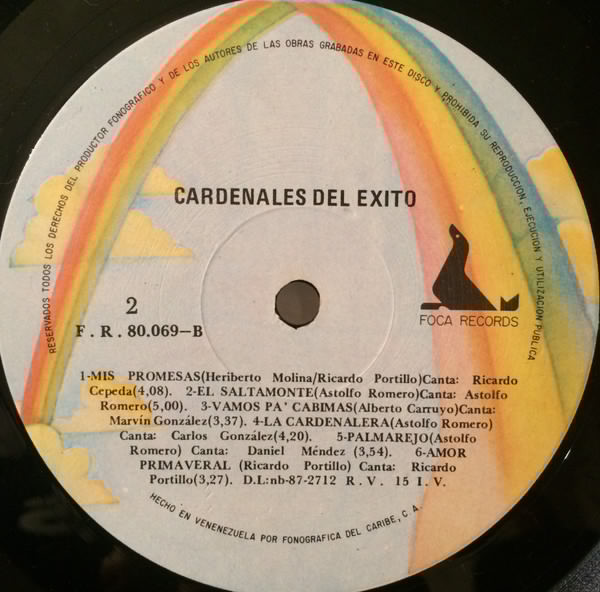 RESERVADOS TODOS LOS DERECHOS DEL PRODUCTOR FONOGRAFICO Y DE LOS AUTORES DE LAS OBRAS GRABADAS EN ESTE DISCO Y PROHIBIDA SU REPRODUCCION, EJECUCION Y UTILIZACION PUBLICA
CARDENALES DEL EXITO
2
F. R. 80.069-B
FOCA RECORDS
1-MIS PROMESAS(Heriberto Molina/Ricardo Portillo)Canta: Ricardo
Cepeda(4,08). 2-EL SALTAMONTE(Astolfo Romero)Canta: Astolfo
Romero(5,00). 3-VAMOS PA' CABIMAS(Alberto Carruyo)Canta:
Marvín González(3,37). 4-LA CARDENALERA(Astolfo Romero)
Canta: Carlos González(4,20). 5-PALMAREJO(Astolfo
Romero) Canta: Daniel Méndez (3,54). 6-AMOR
PRIMAVERAL (Ricardo Portillo) Canta: Ricardo
Portillo(3,27). D.L:nb-87-2712 R. V. 15 I. V.
HECHO EN VENENEZUELA POR FONOGRAFICA DEL CARIBE, C. A.